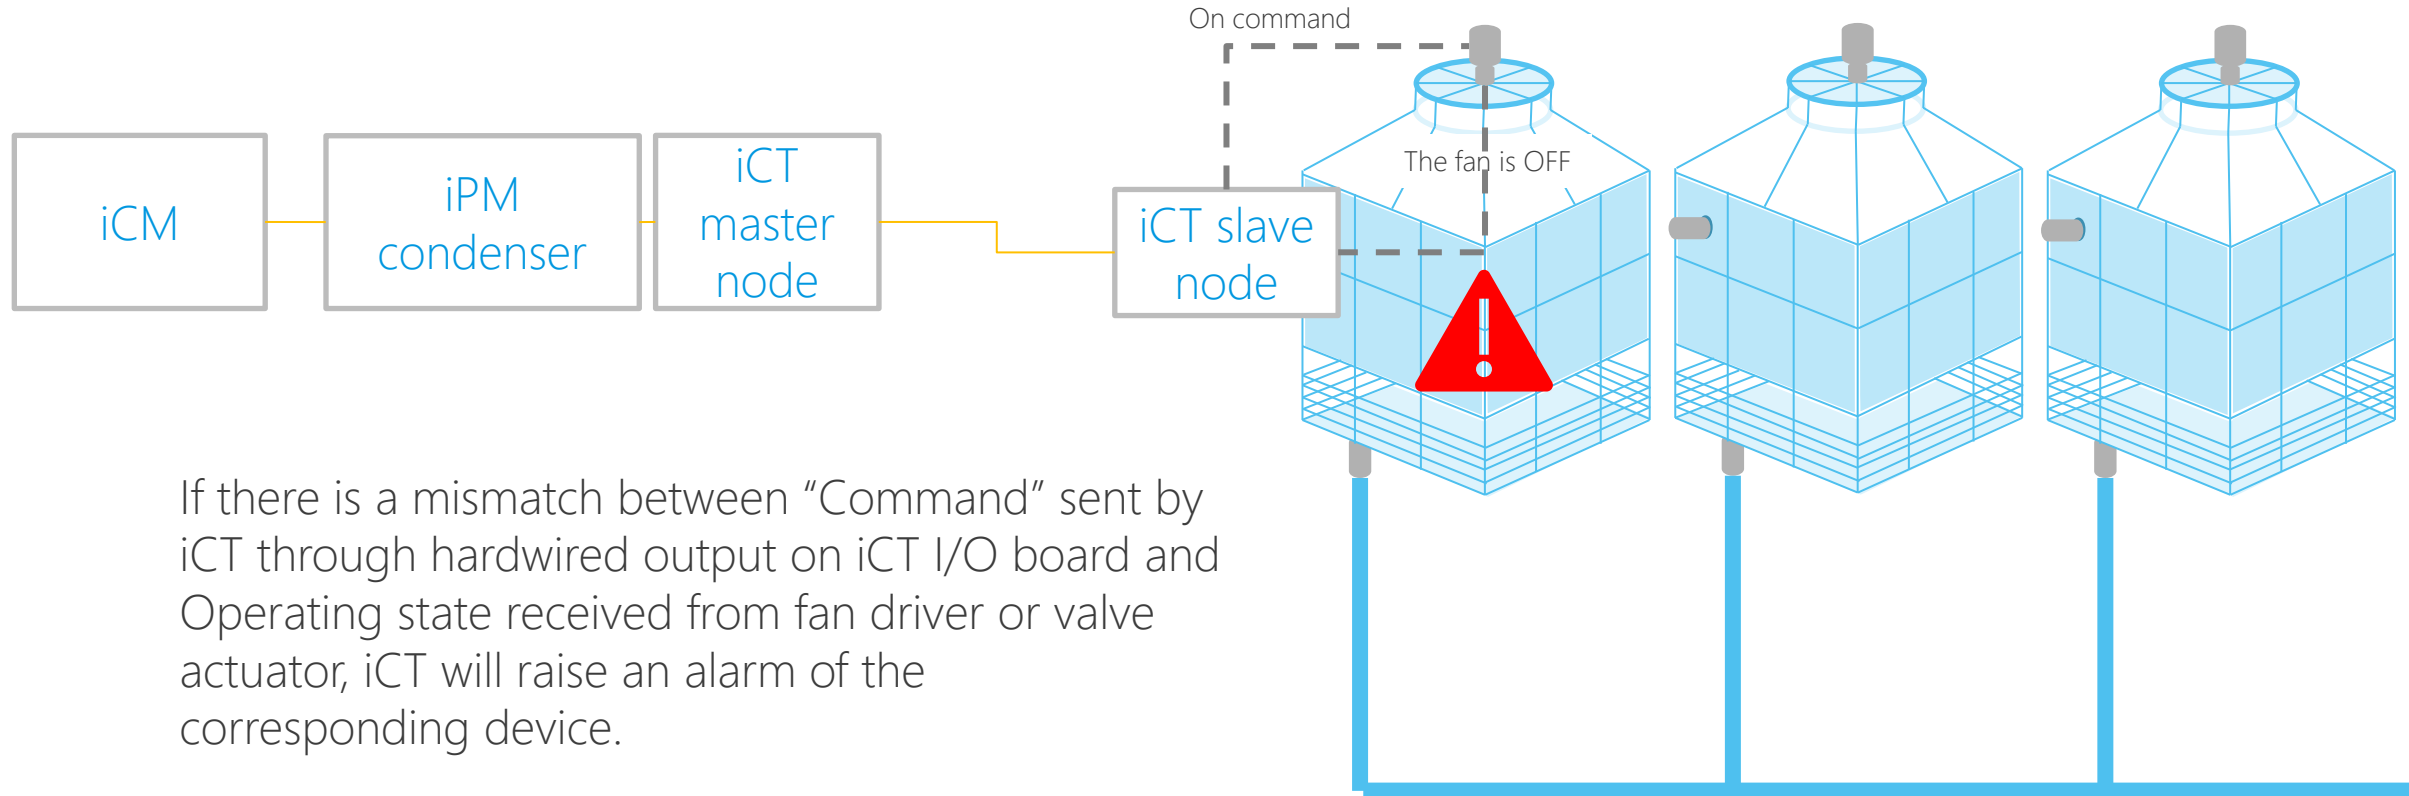 On command
iCM
iPM
condenser
iCT
master
node
iCT slave
node
The fan is OFF
If there is a mismatch between “Command” sent by
iCT through hardwired output on iCT I/O board and
Operating state received from fan driver or valve
actuator, iCT will raise an alarm of the
corresponding device.